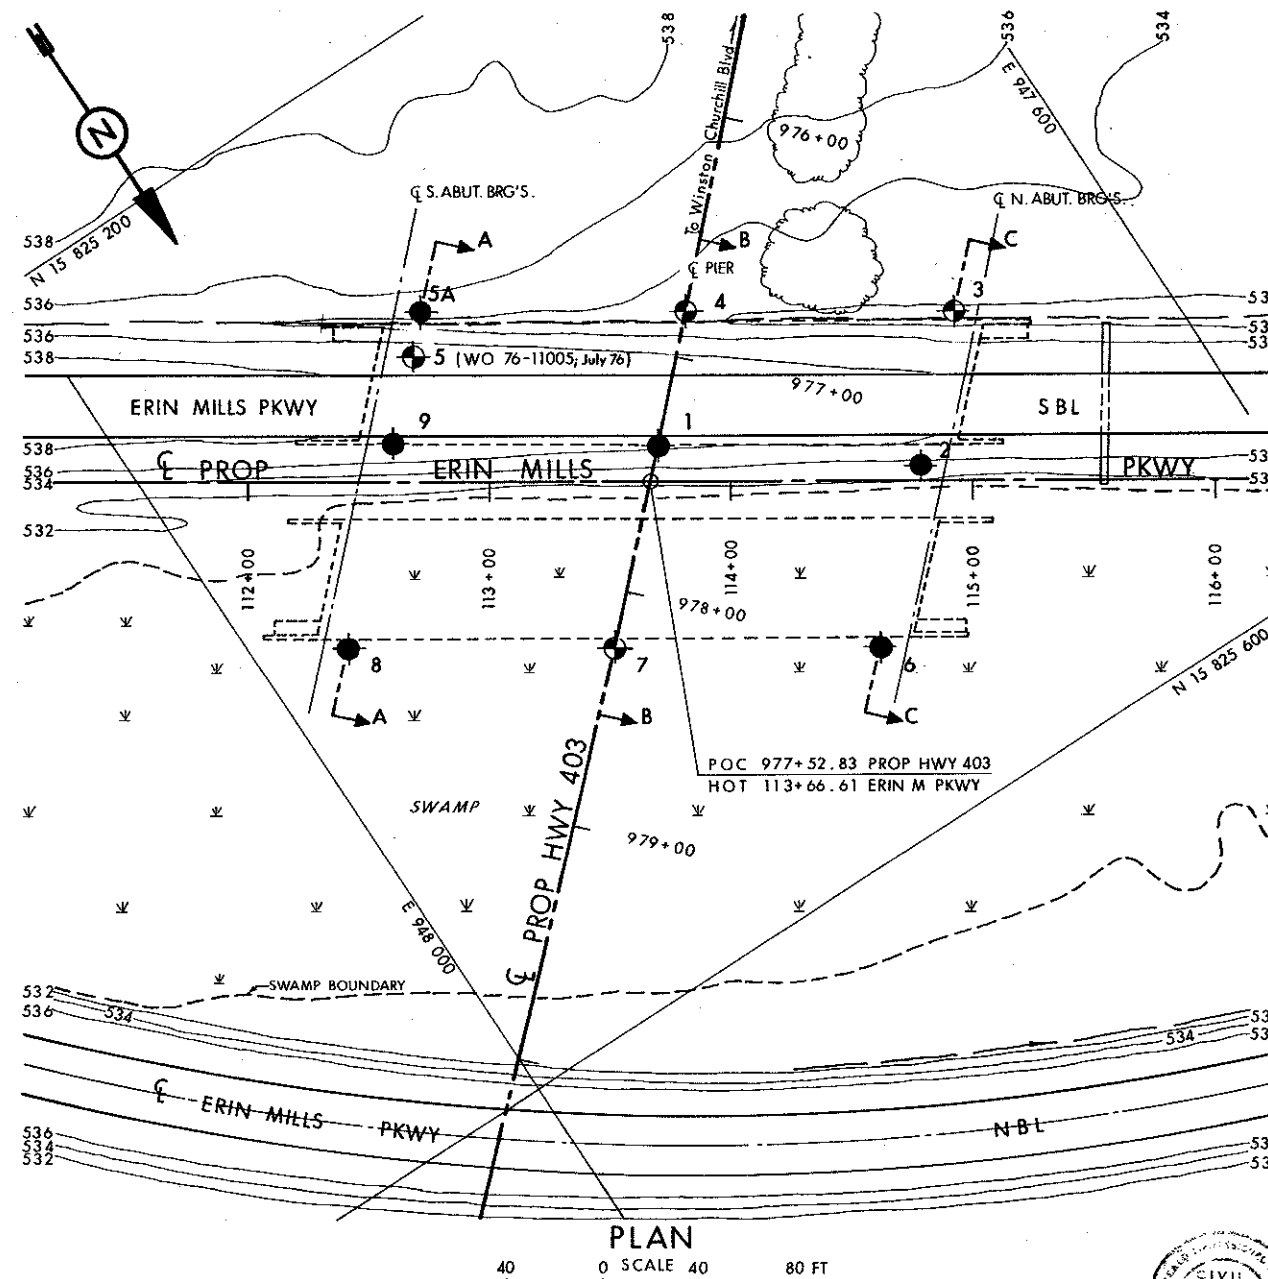 538
536
534
N
To Winston Churchill Blvd.
E 947 600
976+00
℄ S. ABUT. BRG'S.
℄ N. ABUT. BRG'S.
538
N 15 825 200
A
B
C
℄ PIER
536
5A
4
3
536
538
5 (WO 76-11005; July 76)
977+00
ERIN MILLS PKWY
SBL
9
1
2
538
536
534
℄ PROP ERIN MILLS PKWY
532
112+00
113+00
114+00
115+00
116+00
978+00
8
7
6
N 15 825 600
A
B
C
POC 977+52.83 PROP HWY 403
HOT 113+66.61 ERIN M PKWY
SWAMP
℄ PROP HWY 403
979+00
E 948 000
SWAMP BOUNDARY
532
536
534
534
℄ ERIN MILLS PKWY
NBL
536
534
532
PLAN
40 0 SCALE 40 80 FT
CIVIL